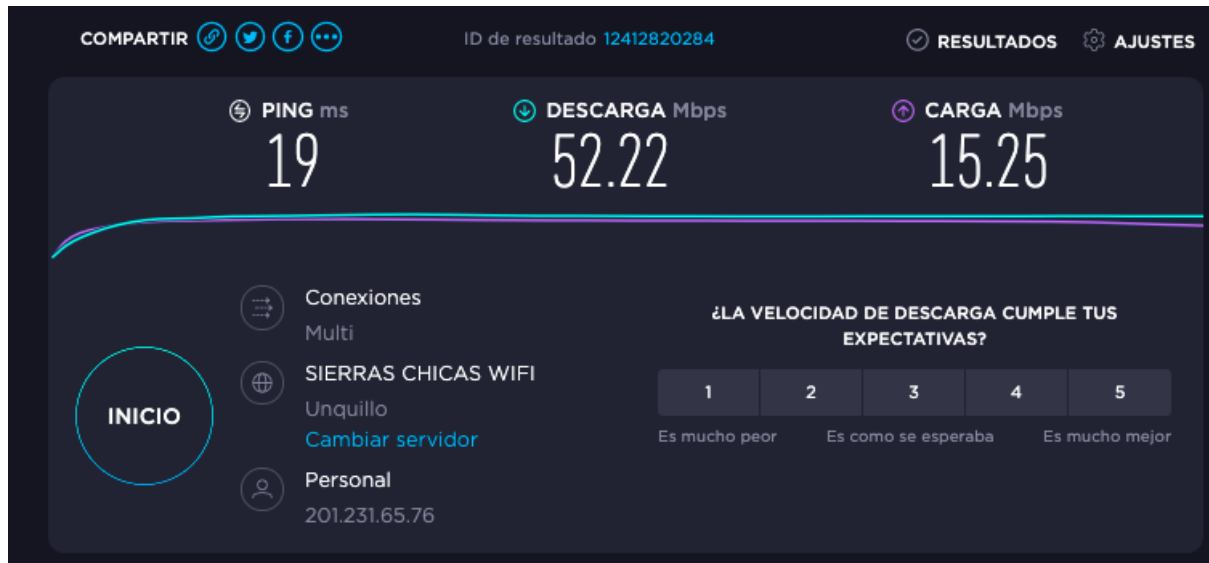 COMPARTIR
ID de resultado 12412820284
RESULTADOS
AJUSTES
PING ms
19
DESCARGA Mbps
52.22
CARGA Mbps
15.25
INICIO
Conexiones
Multi
SIERRAS CHICAS WIFI
Unquillo
Cambiar servidor
Personal
201.231.65.76
¿LA VELOCIDAD DE DESCARGA CUMPLE TUS
EXPECTATIVAS?
1 2 3 4 5
Es mucho peor Es como se esperaba Es mucho mejor